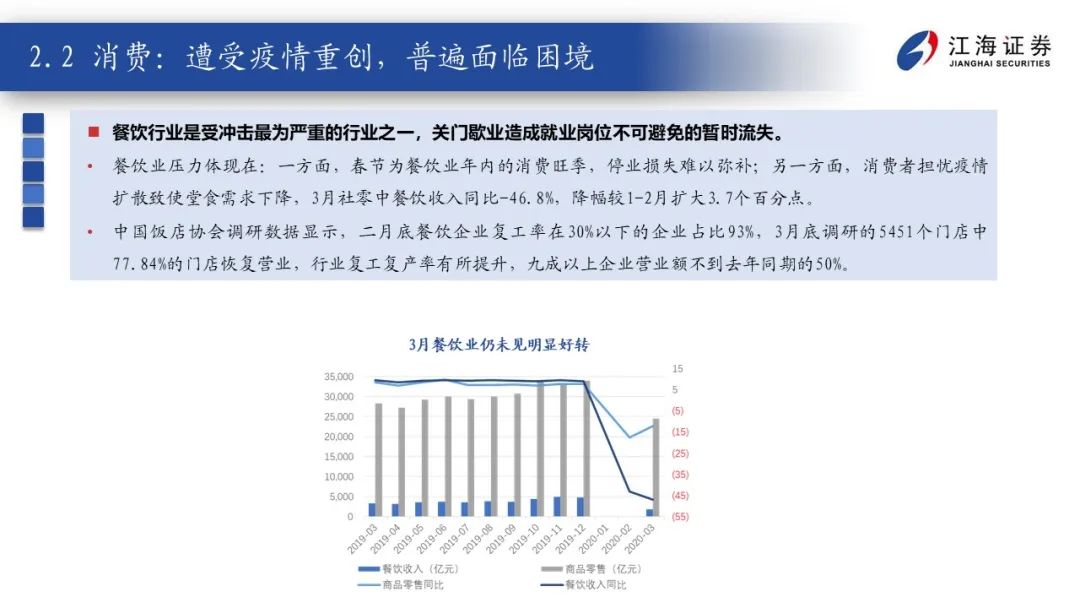 2.2 消费：遭受疫情重创，普遍面临困境
江海证券
JIANGHAI SECURITIES
■ 餐饮行业是受冲击最为严重的行业之一，关门歇业造成就业岗位不可避免的暂时流失。
• 餐饮业压力体现在：一方面，春节为餐饮业年内的消费旺季，停业损失难以弥补；另一方面，消费者担忧疫情
扩散致使堂食需求下降，3月社零中餐饮收入同比-46.8%，降幅较1-2月扩大3.7个百分点。
• 中国饭店协会调研数据显示，二月底餐饮企业复工率在30%以下的企业占比93%，3月底调研的5451个门店中
77.84%的门店恢复营业，行业复工复产率有所提升，九成以上企业营业额不到去年同期的50%。
3月餐饮业仍未见明显好转
35,000
30,000
25,000
20,000
15,000
10,000
5,000
0
15
5
(5)
(15)
(25)
(35)
(45)
(55)
2019-03
2019-04
2019-05
2019-06
2019-07
2019-08
2019-09
2019-10
2019-11
2019-12
2020-01
2020-02
2020-03
餐饮收入（亿元）
商品零售（亿元）
商品零售同比
餐饮收入同比